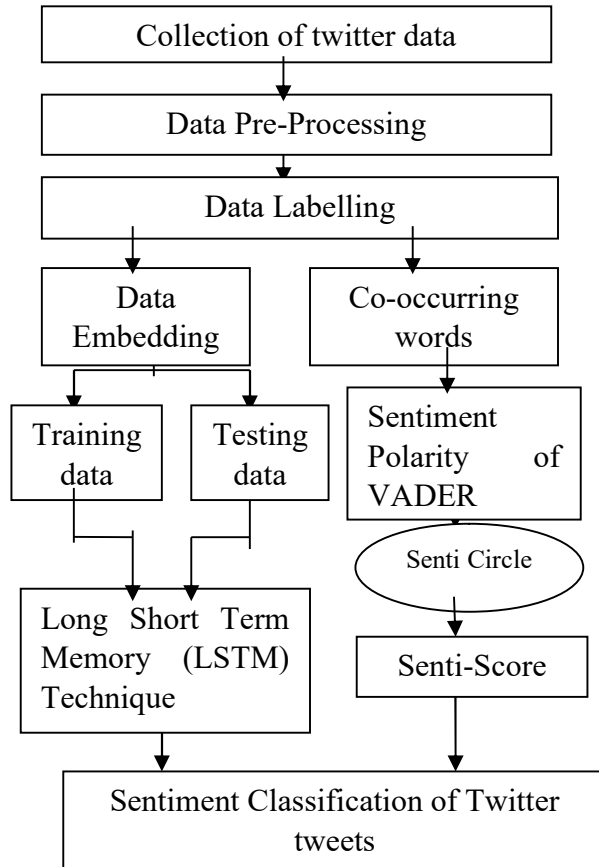 Collection of twitter data
Data Pre-Processing
Data Labelling
Data
Embedding
Co-occurring
words
Training
data
Testing
data
Sentiment
Polarity of
VADER
Senti Circle
Long Short Term
Memory (LSTM)
Technique
Senti-Score
Sentiment Classification of Twitter
tweets